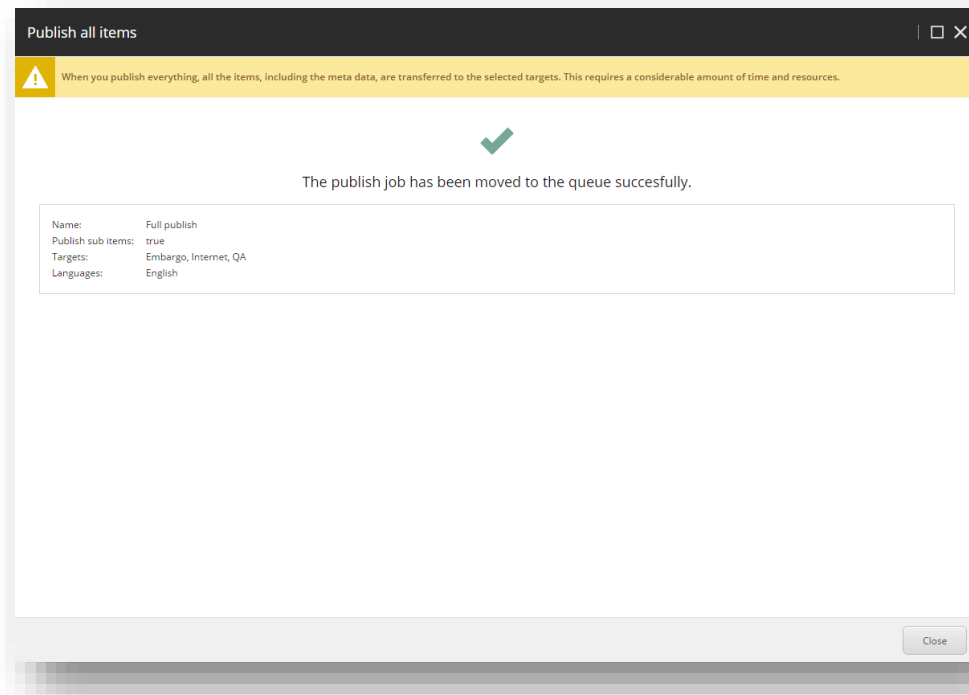 Publish all items
When you publish everything, all the items, including the meta data, are transferred to the selected targets. This requires a considerable amount of time and resources.
The publish job has been moved to the queue succesfully.
Name: Full publish
Publish sub items: true
Targets: Embargo, Internet, QA
Languages: English
Close